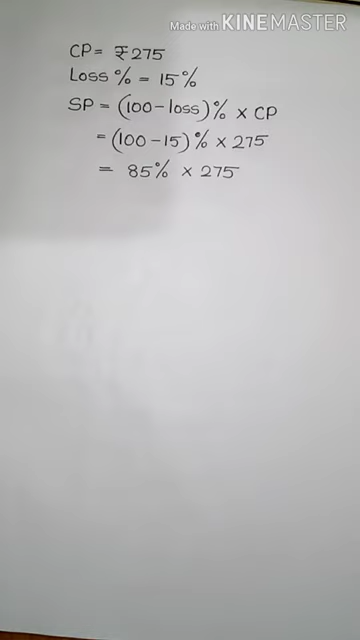 Made with KINEMASTER
CP = ₹275
Loss % = 15%
SP = (100-loss)% × CP
= (100-15)% × 275
= 85% × 275